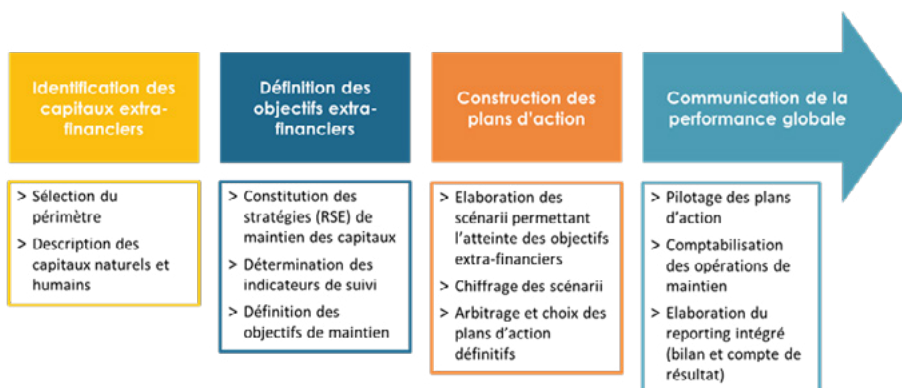 Identification des
capitaux extra-
financiers
Définition des
objectifs extra-
financiers
Construction des
plans d'action
Communication de la
performance globale
> Sélection du
périmètre
> Description des
capitaux naturels et
humains
> Constitution des
stratégies (RSE) de
maintien des capitaux
> Détermination des
indicateurs de suivi
> Définition des
objectifs de maintien
> Elaboration des
scénarii permettant
l'atteinte des objectifs
extra-financiers
> Chiffrage des scénarii
> Arbitrage et choix des
plans d'action
définitifs
> Pilotage des plans
d'action
> Comptabilisation
des opérations de
maintien
> Elaboration du
reporting intégré
(bilan et compte de
résultat)